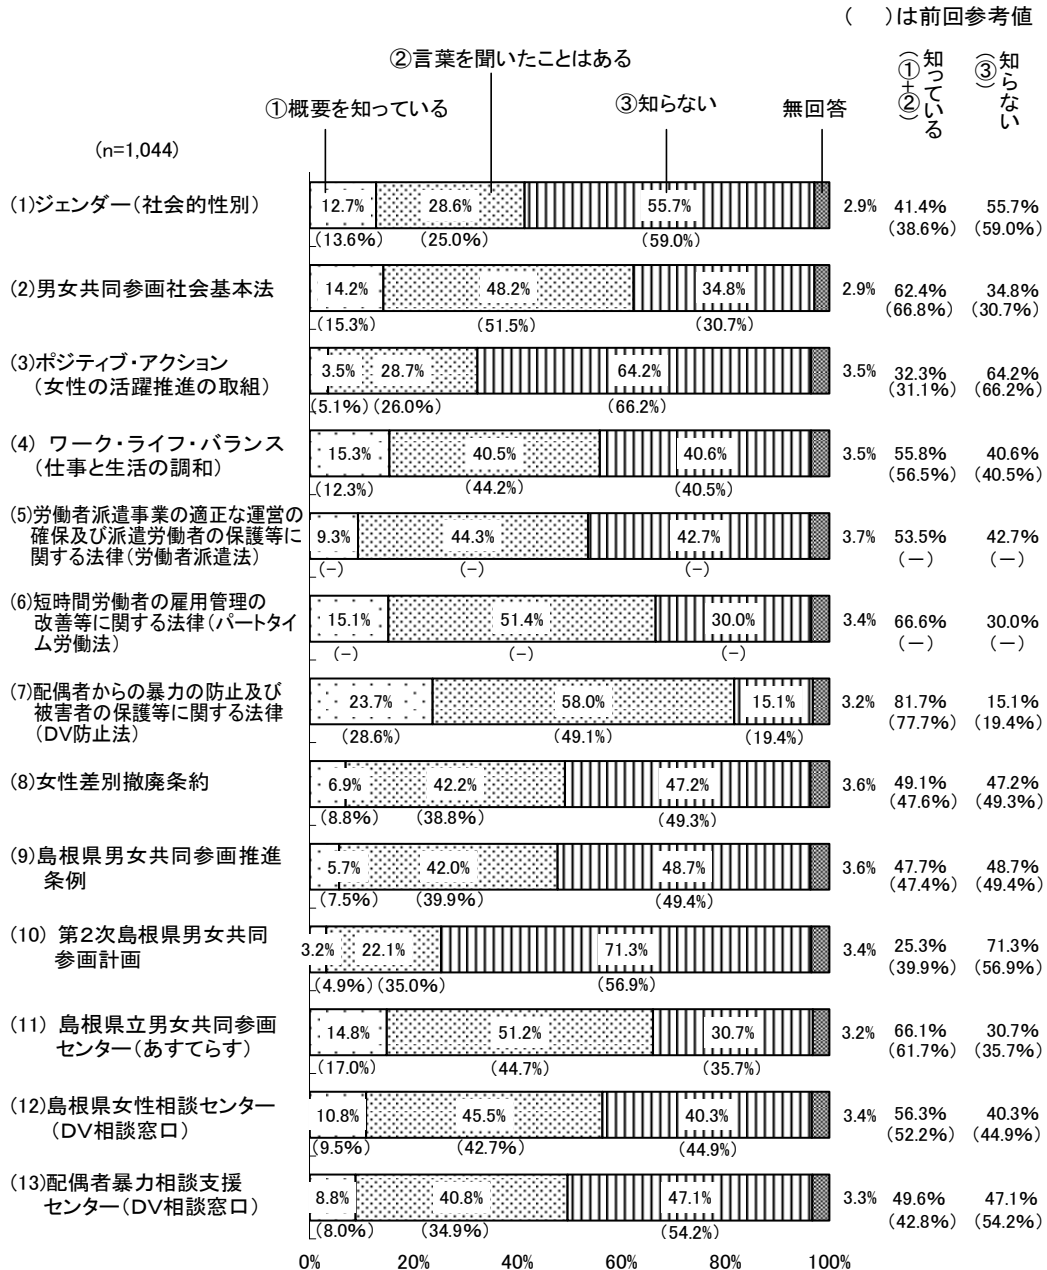 （　）は前回参考値
知っている（①＋②）
知らない（③）
②言葉を聞いたことはある
①概要を知っている
③知らない
無回答
(n=1,044)
(1)ジェンダー（社会的性別） 12.7% 28.6% 55.7% 2.9% 41.4% 55.7%
（13.6%） （25.0%） （59.0%） （38.6%） （59.0%）
(2)男女共同参画社会基本法 14.2% 48.2% 34.8% 2.9% 62.4% 34.8%
（15.3%） （51.5%） （30.7%） （66.8%） （30.7%）
(3)ポジティブ・アクション
（女性の活躍推進の取組） 3.5% 28.7% 64.2% 3.5% 32.3% 64.2%
（5.1%） （26.0%） （66.2%） （31.1%） （66.2%）
(4) ワーク・ライフ・バランス
（仕事と生活の調和） 15.3% 40.5% 40.6% 3.5% 55.8% 40.6%
（12.3%） （44.2%） （40.5%） （56.5%） （40.5%）
(5)労働者派遣事業の適正な運営の
確保及び派遣労働者の保護等に 9.3% 44.3% 42.7% 3.7% 53.5% 42.7%
関する法律（労働者派遣法）
（－） （－） （－） （－） （－）
(6)短時間労働者の雇用管理の
改善等に関する法律（パートタイ 15.1% 51.4% 30.0% 3.4% 66.6% 30.0%
ム労働法）
（－） （－） （－） （－） （－）
(7)配偶者からの暴力の防止及び
被害者の保護等に関する法律 23.7% 58.0% 15.1% 3.2% 81.7% 15.1%
（DV防止法）
（28.6%） （49.1%） （19.4%） （77.7%） （19.4%）
(8)女性差別撤廃条約 6.9% 42.2% 47.2% 3.6% 49.1% 47.2%
（8.8%） （38.8%） （49.3%） （47.6%） （49.3%）
(9)島根県男女共同参画推進
条例 5.7% 42.0% 48.7% 3.6% 47.7% 48.7%
（7.5%） （39.9%） （49.4%） （47.4%） （49.4%）
(10) 第２次島根県男女共同
参画計画 3.2% 22.1% 71.3% 3.4% 25.3% 71.3%
（4.9%） （35.0%） （56.9%） （39.9%） （56.9%）
(11) 島根県立男女共同参画
センター（あすてらす） 14.8% 51.2% 30.7% 3.2% 66.1% 30.7%
（17.0%） （44.7%） （35.7%） （61.7%） （35.7%）
(12)島根県女性相談センター
（DV相談窓口） 10.8% 45.5% 40.3% 3.4% 56.3% 40.3%
（9.5%） （42.7%） （44.9%） （52.2%） （44.9%）
(13)配偶者暴力相談支援
センター（DV相談窓口） 8.8% 40.8% 47.1% 3.3% 49.6% 47.1%
（8.0%） （34.9%） （54.2%） （42.8%） （54.2%）
0% 20% 40% 60% 80% 100%